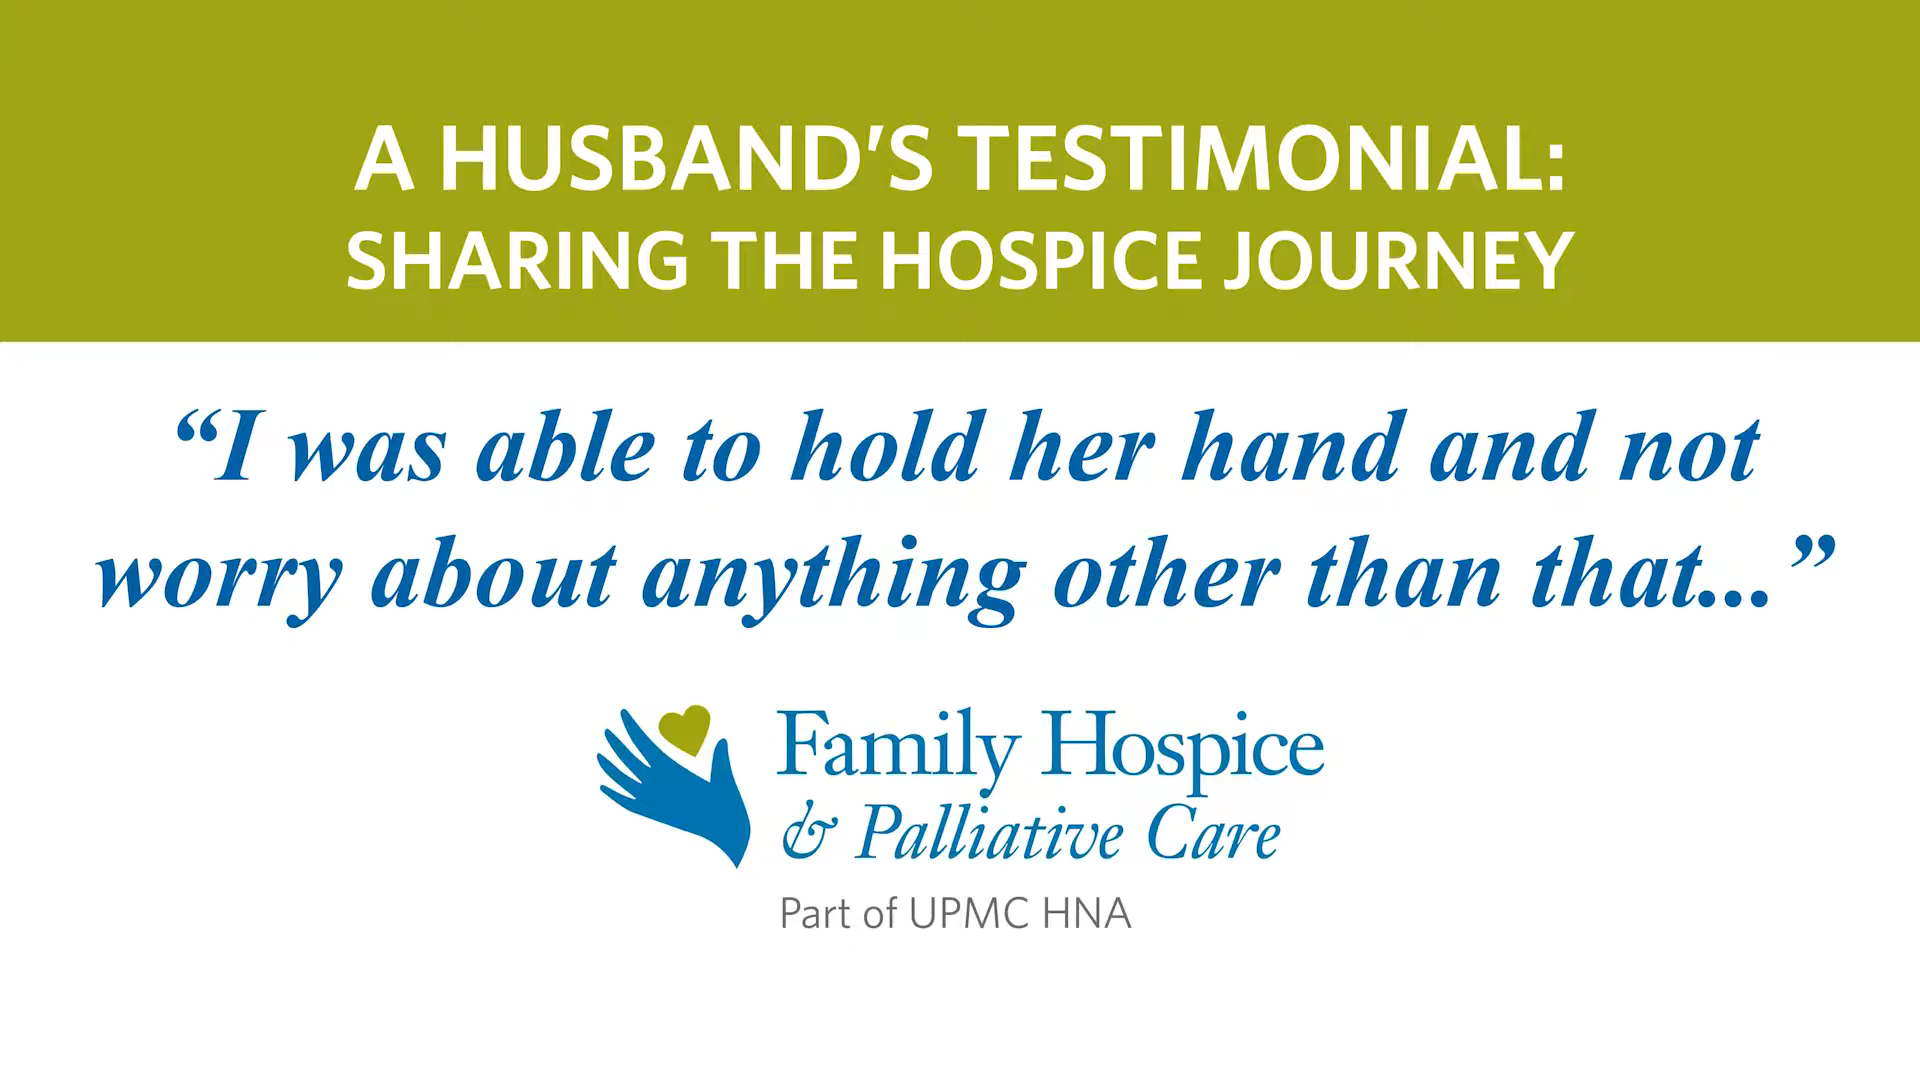 A HUSBAND’S TESTIMONIAL:
SHARING THE HOSPICE JOURNEY
“I was able to hold her hand and not
worry about anything other than that...”
Family Hospice
& Palliative Care
Part of UPMC HNA